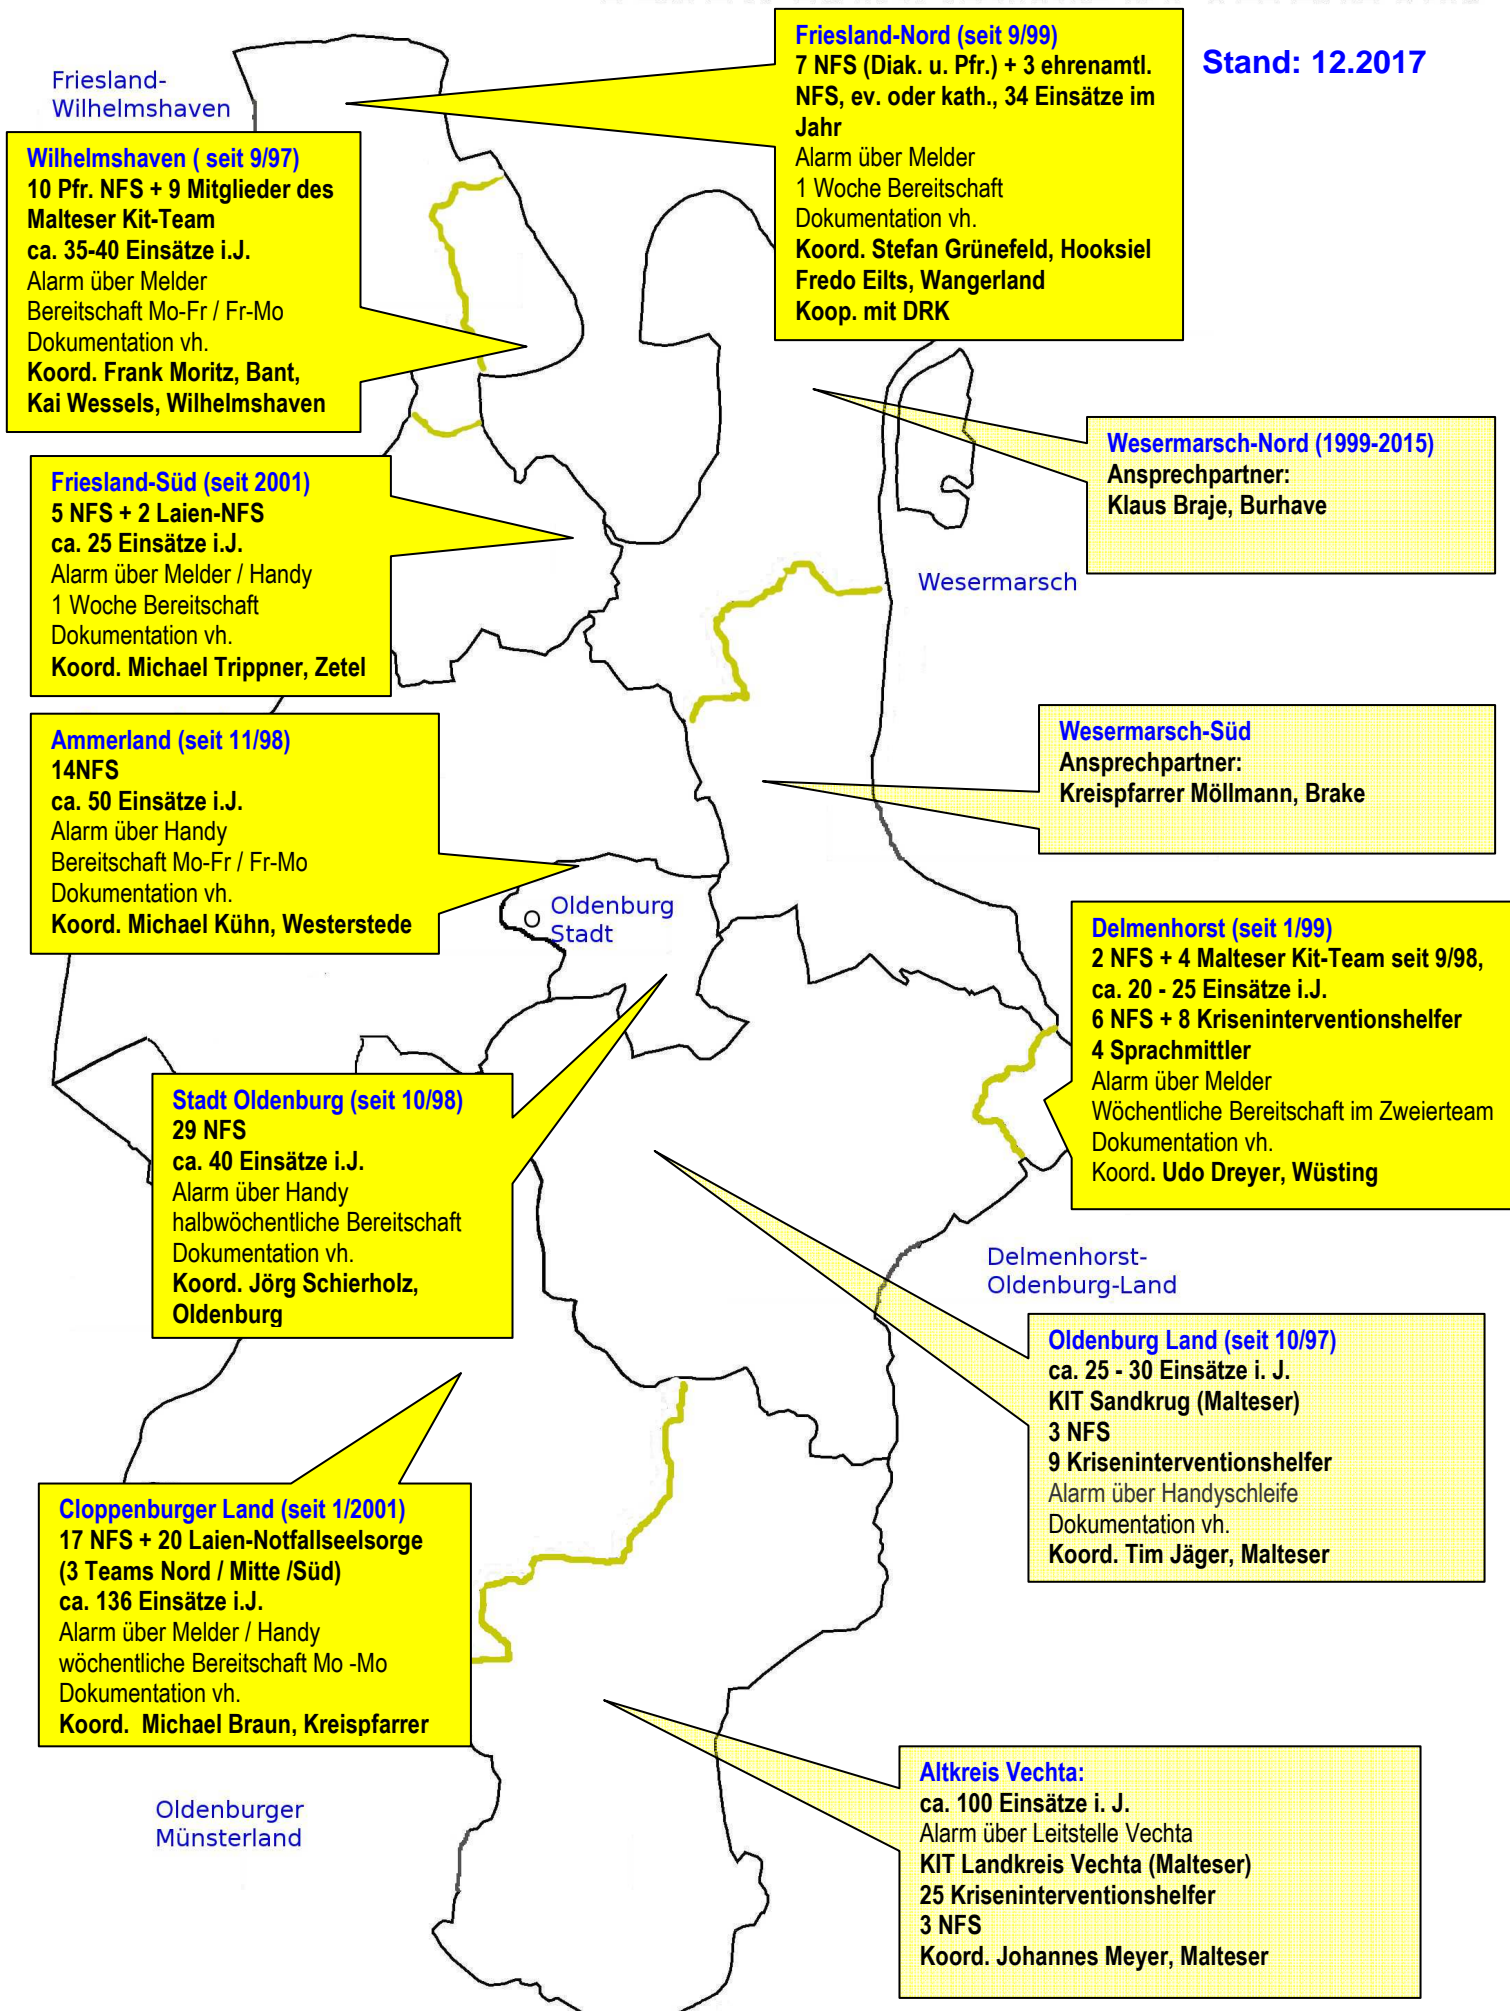 Stand: 12.2017
Friesland-
Wilhelmshaven
Friesland-Nord (seit 9/99)
7 NFS (Diak. u. Pfr.) + 3 ehrenamtl.
NFS, ev. oder kath., 34 Einsätze im
Jahr
Alarm über Melder
1 Woche Bereitschaft
Dokumentation vh.
Koord. Stefan Grünefeld, Hooksiel
Fredo Eilts, Wangerland
Koop. mit DRK
Wilhelmshaven ( seit 9/97)
10 Pfr. NFS + 9 Mitglieder des
Malteser Kit-Team
ca. 35-40 Einsätze i.J.
Alarm über Melder
Bereitschaft Mo-Fr / Fr-Mo
Dokumentation vh.
Koord. Frank Moritz, Bant,
Kai Wessels, Wilhelmshaven
Wesermarsch-Nord (1999-2015)
Ansprechpartner:
Klaus Braje, Burhave
Friesland-Süd (seit 2001)
5 NFS + 2 Laien-NFS
ca. 25 Einsätze i.J.
Alarm über Melder / Handy
1 Woche Bereitschaft
Dokumentation vh.
Koord. Michael Trippner, Zetel
Wesermarsch
Wesermarsch-Süd
Ansprechpartner:
Kreispfarrer Möllmann, Brake
Ammerland (seit 11/98)
14NFS
ca. 50 Einsätze i.J.
Alarm über Handy
Bereitschaft Mo-Fr / Fr-Mo
Dokumentation vh.
Koord. Michael Kühn, Westerstede
Oldenburg
Stadt
Delmenhorst (seit 1/99)
2 NFS + 4 Malteser Kit-Team seit 9/98,
ca. 20 - 25 Einsätze i.J.
6 NFS + 8 Kriseninterventionshelfer
4 Sprachmittler
Alarm über Melder
Wöchentliche Bereitschaft im Zweierteam
Dokumentation vh.
Koord. Udo Dreyer, Wüsting
Stadt Oldenburg (seit 10/98)
29 NFS
ca. 40 Einsätze i.J.
Alarm über Handy
halbwöchentliche Bereitschaft
Dokumentation vh.
Koord. Jörg Schierholz,
Oldenburg
Delmenhorst-
Oldenburg-Land
Oldenburg Land (seit 10/97)
ca. 25 - 30 Einsätze i. J.
KIT Sandkrug (Malteser)
3 NFS
9 Kriseninterventionshelfer
Alarm über Handyschleife
Dokumentation vh.
Koord. Tim Jäger, Malteser
Cloppenburger Land (seit 1/2001)
17 NFS + 20 Laien-Notfallseelsorge
(3 Teams Nord / Mitte /Süd)
ca. 136 Einsätze i.J.
Alarm über Melder / Handy
wöchentliche Bereitschaft Mo -Mo
Dokumentation vh.
Koord.  Michael Braun, Kreispfarrer
Oldenburger
Münsterland
Altkreis Vechta:
ca. 100 Einsätze i. J.
Alarm über Leitstelle Vechta
KIT Landkreis Vechta (Malteser)
25 Kriseninterventionshelfer
3 NFS
Koord. Johannes Meyer, Malteser